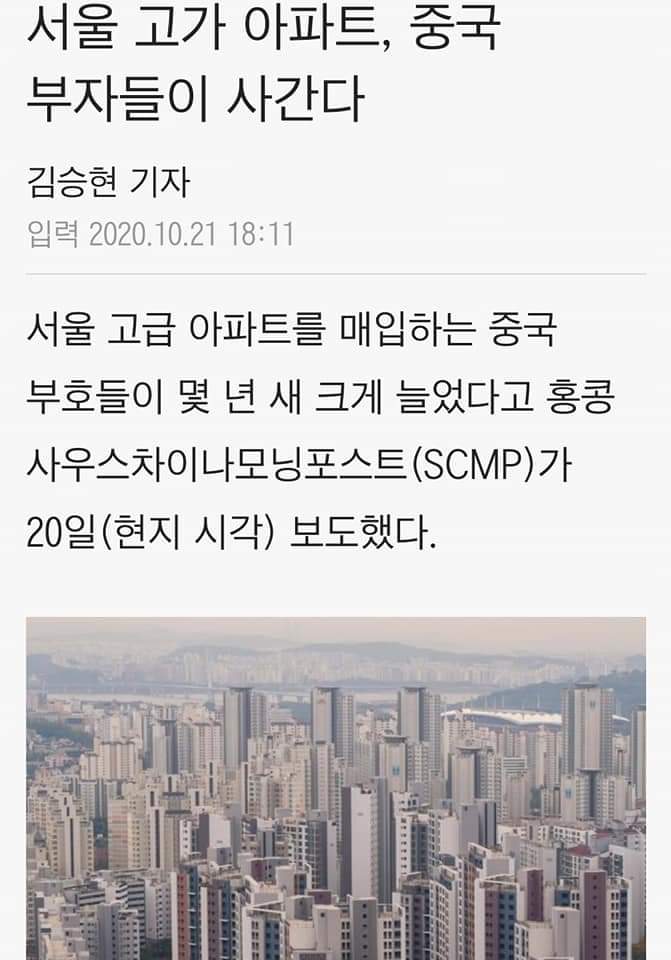 서울 고가 아파트, 중국
부자들이 사간다
김승현 기자
입력 2020.10.21 18:11
서울 고급 아파트를 매입하는 중국
부호들이 몇 년 새 크게 늘었다고 홍콩
사우스차이나모닝포스트(SCMP)가
20일(현지 시각) 보도했다.